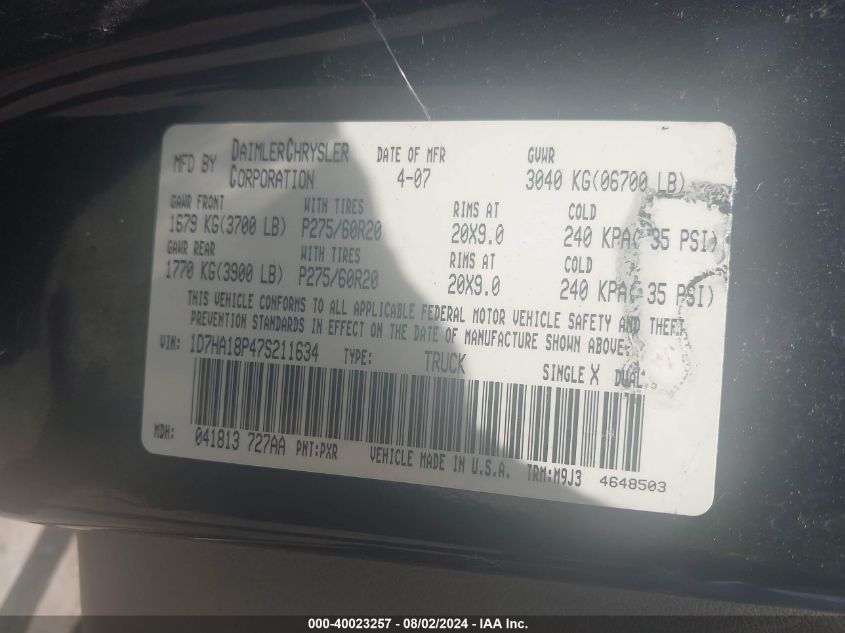 MFD BY DAIMLERCHRYSLER CORPORATION DATE OF MFR 4-07 GVWR 3040 KG(06700 LB)
GAWR FRONT WITH TIRES RIMS AT COLD
1679 KG(3700 LB) P275/60R20 20X9.0 240 KPA( 35 PSI)
GAWR REAR WITH TIRES RIMS AT COLD
1770 KG(3900 LB) P275/60R20 20X9.0 240 KPA( 35 PSI)
THIS VEHICLE CONFORMS TO ALL APPLICABLE FEDERAL MOTOR VEHICLE SAFETY AND THEFT
PREVENTION STANDARDS IN EFFECT ON THE DATE OF MANUFACTURE SHOWN ABOVE.
VIN: 1D7HA18P47S211634 TYPE: TRUCK SINGLE X DUAL
MDH: 041813 727AA PNT:PXR VEHICLE MADE IN U.S.A. TRM:M9J3 4648503
000-40023257 - 08/02/2024 - IAAI.com